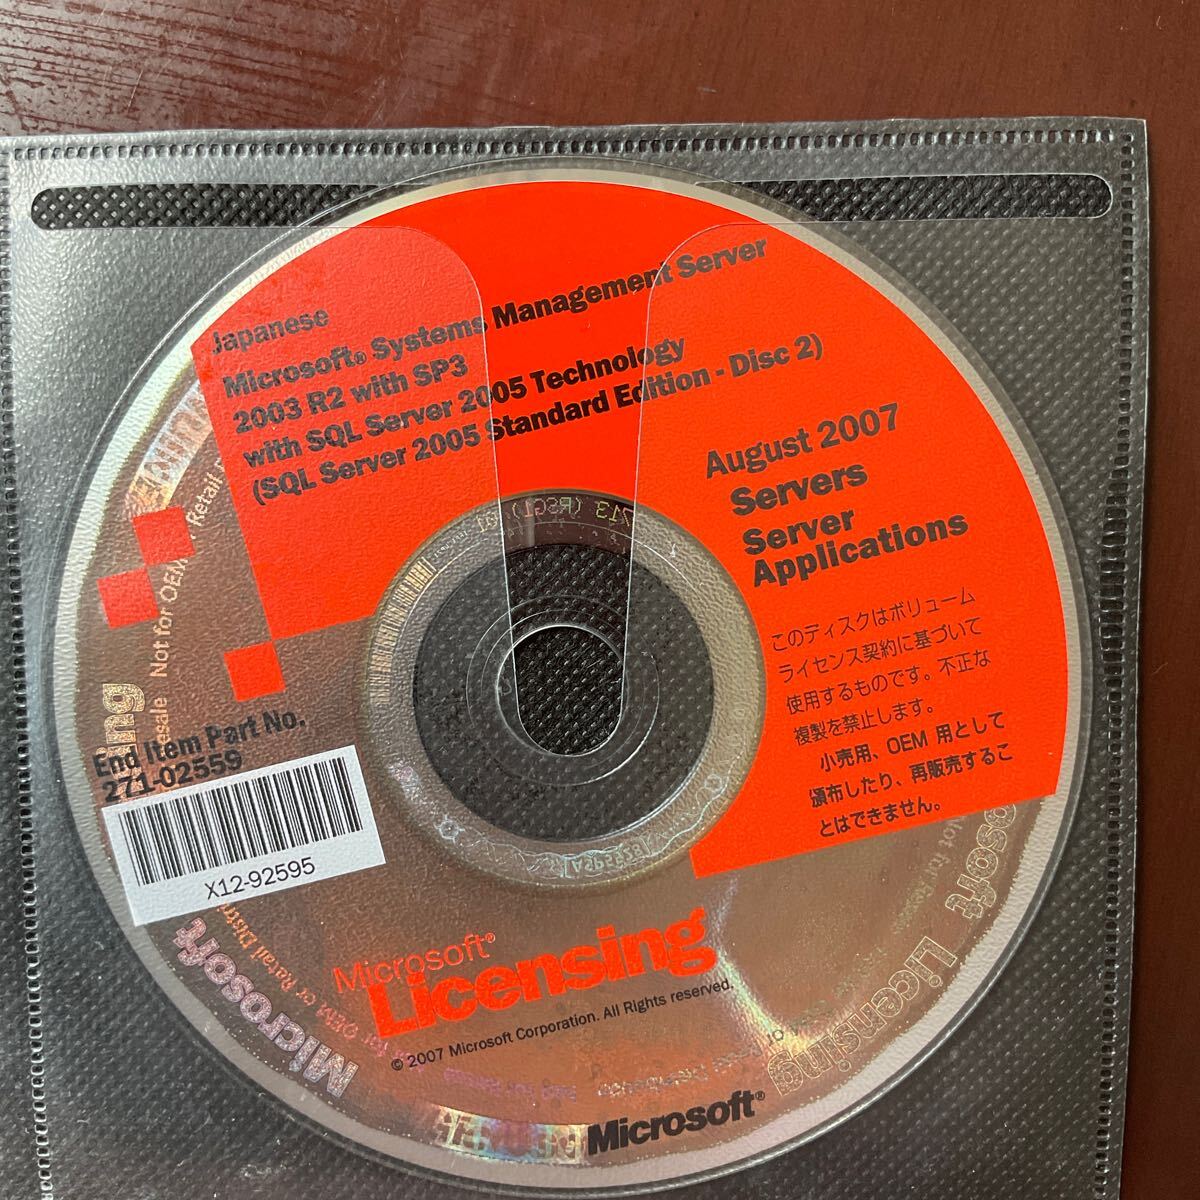 Japanese
Microsoft® Systems Management Server
2003 R2 with SP3
with SQL Server 2005 Technology
(SQL Server 2005 Standard Edition - Disc 2)
August 2007
Servers
Server
Applications
このディスクはボリューム
ライセンス契約に基づいて
使用するものです。不正な
複製を禁止します。
小売用、OEM 用として
頒布したり、再販売するこ
とはできません。
End Item Part No.
271-02559
X12-92595
Microsoft®
Licensing
© 2007 Microsoft Corporation. All Rights reserved.
Microsoft®
Microsoft
Licensing
Not for OEM